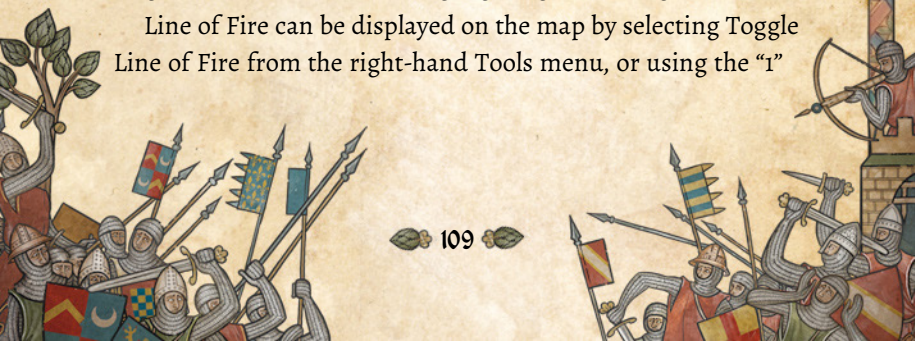 Line of Fire can be displayed on the map by selecting Toggle
Line of Fire from the right-hand Tools menu, or using the “1”
109